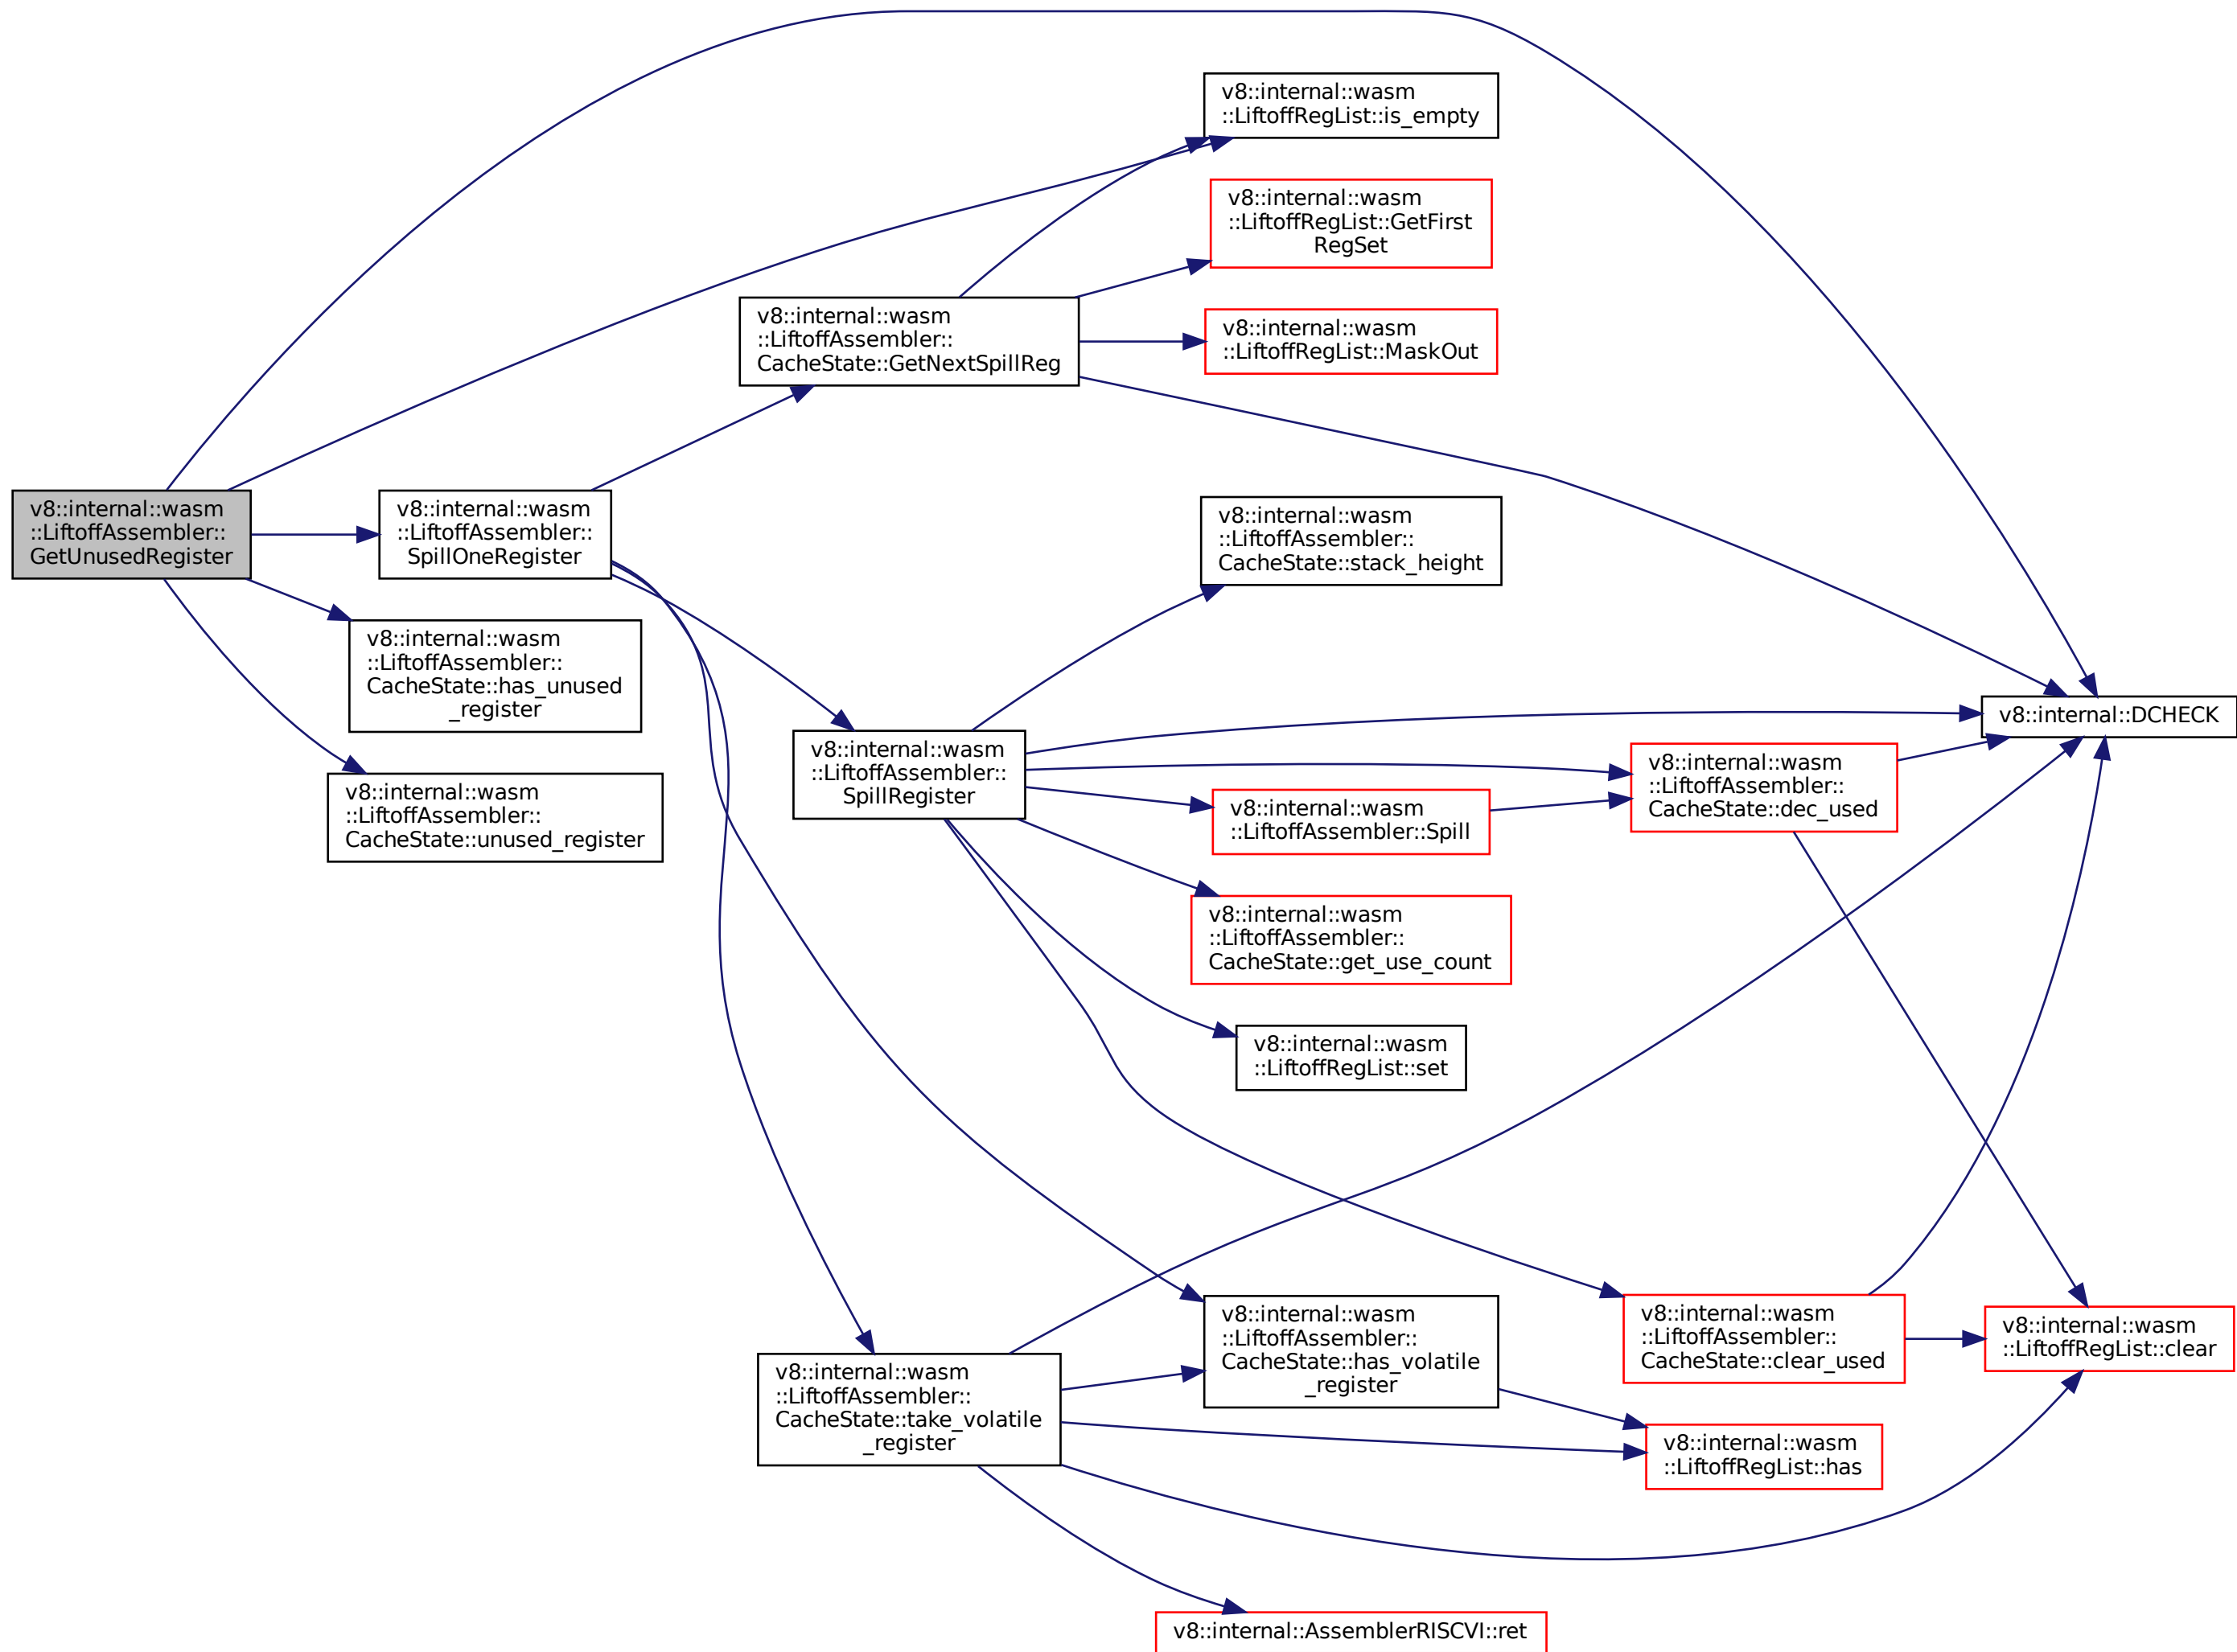 v8::internal::wasm
::LiftoffRegList::is_empty
v8::internal::wasm
::LiftoffRegList::GetFirst
RegSet
v8::internal::wasm
::LiftoffAssembler::
CacheState::GetNextSpillReg
v8::internal::wasm
::LiftoffRegList::MaskOut
v8::internal::wasm
::LiftoffAssembler::
GetUnusedRegister
v8::internal::wasm
::LiftoffAssembler::
SpillOneRegister
v8::internal::wasm
::LiftoffAssembler::
CacheState::stack_height
v8::internal::wasm
::LiftoffAssembler::
CacheState::has_unused
_register
v8::internal::DCHECK
v8::internal::wasm
::LiftoffAssembler::
SpillRegister
v8::internal::wasm
::LiftoffAssembler::
CacheState::dec_used
v8::internal::wasm
::LiftoffAssembler::
CacheState::unused_register
v8::internal::wasm
::LiftoffAssembler::Spill
v8::internal::wasm
::LiftoffAssembler::
CacheState::get_use_count
v8::internal::wasm
::LiftoffRegList::set
v8::internal::wasm
::LiftoffAssembler::
CacheState::has_volatile
_register
v8::internal::wasm
::LiftoffAssembler::
CacheState::clear_used
v8::internal::wasm
::LiftoffRegList::clear
v8::internal::wasm
::LiftoffAssembler::
CacheState::take_volatile
_register
v8::internal::wasm
::LiftoffRegList::has
v8::internal::AssemblerRISCVI::ret